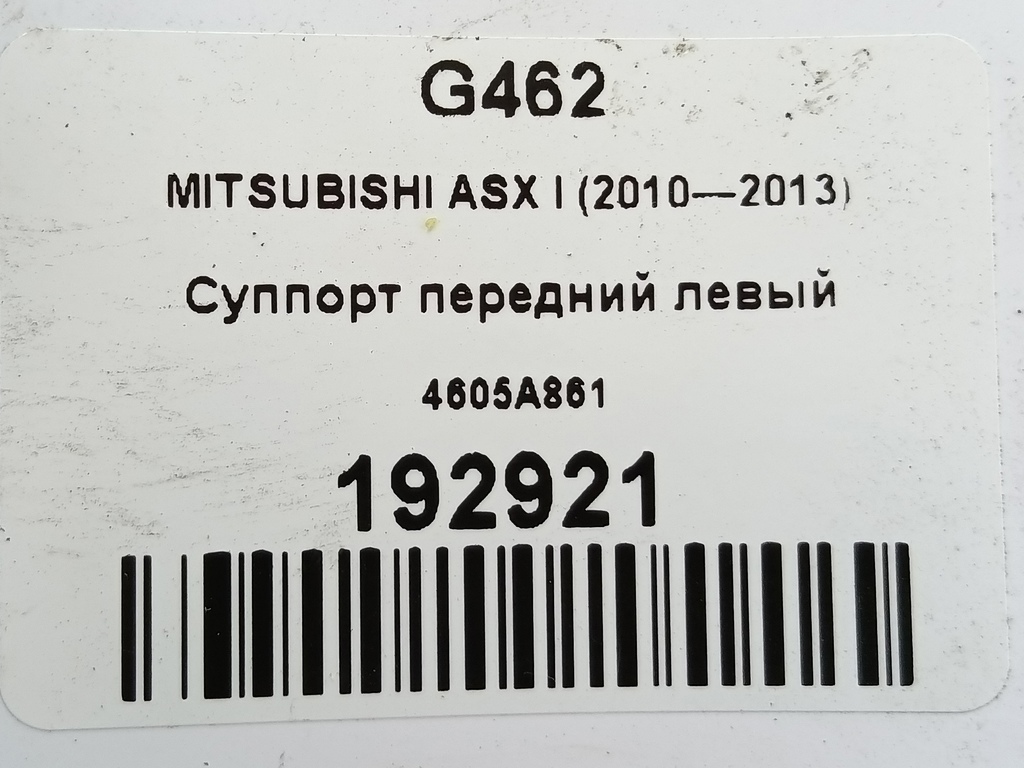 G462
MITSUBISHI ASX I (2010—2013)
Суппорт передний левый
4605A861
192921